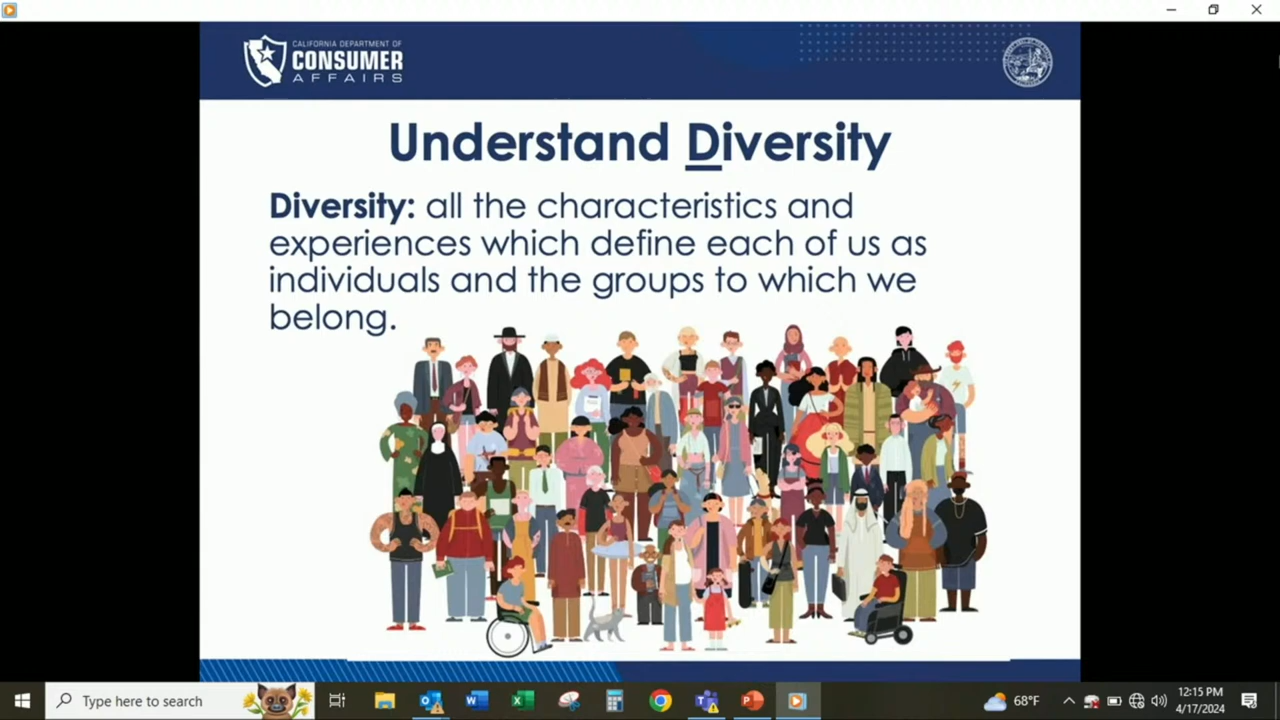 CALIFORNIA DEPARTMENT OF
CONSUMER
AFFAIRS
Understand Diversity
Diversity: all the characteristics and
experiences which define each of us as
individuals and the groups to which we
belong.
Type here to search
68°F
12:15 PM
4/17/2024